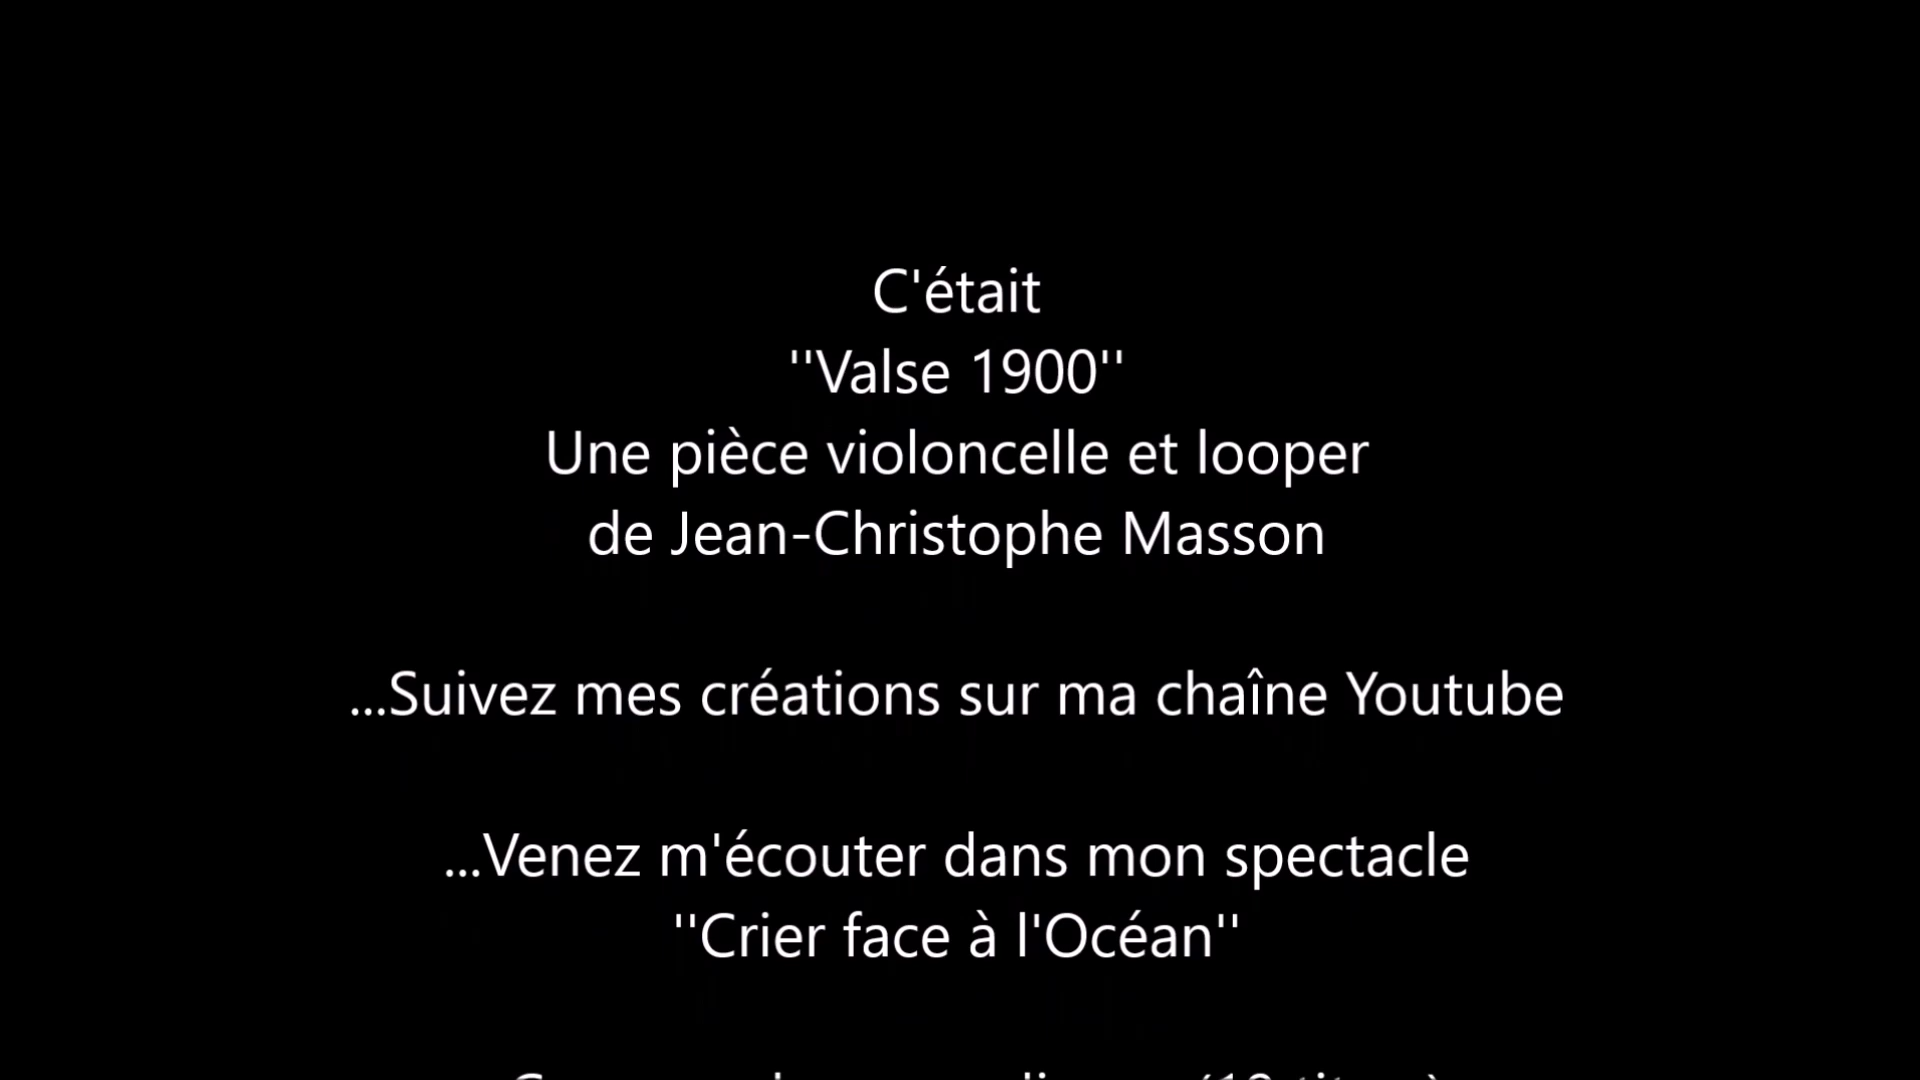 C'était
''Valse 1900''
Une pièce violoncelle et looper
de Jean-Christophe Masson
...Suivez mes créations sur ma chaîne Youtube
...Venez m'écouter dans mon spectacle
''Crier face à l'Océan''